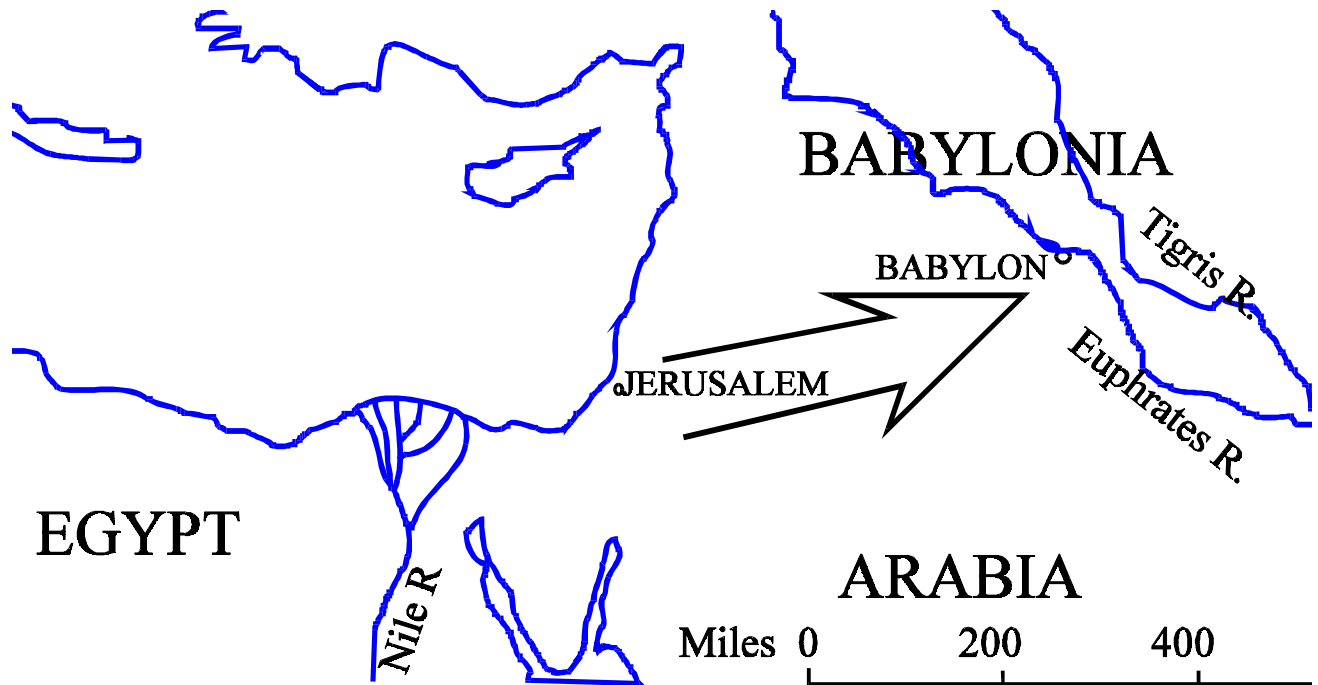 BABYLONIA
Tigris R.
BABYLON
Euphrates R.
JERUSALEM
EGYPT
Nile R
ARABIA
Miles 0 200 400